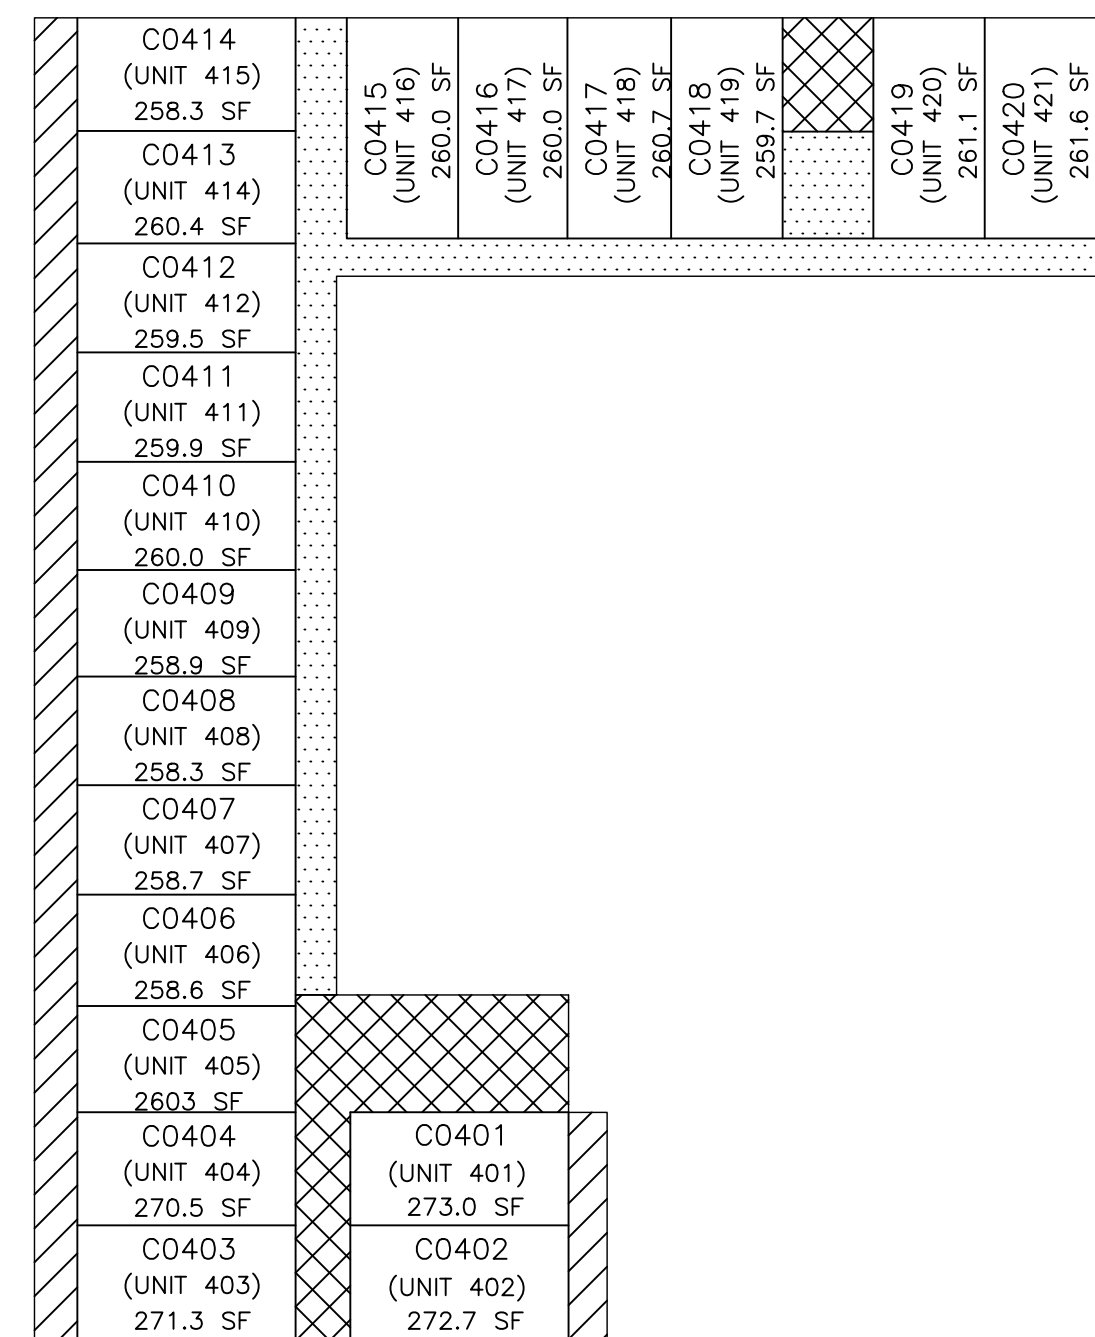 C0414
(UNIT 415)
258.3 SF
C0413
(UNIT 414)
260.4 SF
C0412
(UNIT 412)
259.5 SF
C0411
(UNIT 411)
259.9 SF
C0410
(UNIT 410)
260.0 SF
C0409
(UNIT 409)
258.9 SF
C0408
(UNIT 408)
258.3 SF
C0407
(UNIT 407)
258.7 SF
C0406
(UNIT 406)
258.6 SF
C0405
(UNIT 405)
2603 SF
C0404
(UNIT 404)
270.5 SF
C0403
(UNIT 403)
271.3 SF
C0415
(UNIT 416)
260.0 SF
C0416
(UNIT 417)
260.0 SF
C0417
(UNIT 418)
260.7 SF
C0418
(UNIT 419)
259.7 SF
C0419
(UNIT 420)
261.1 SF
C0420
(UNIT 421)
261.6 SF
C0401
(UNIT 401)
273.0 SF
C0402
(UNIT 402)
272.7 SF